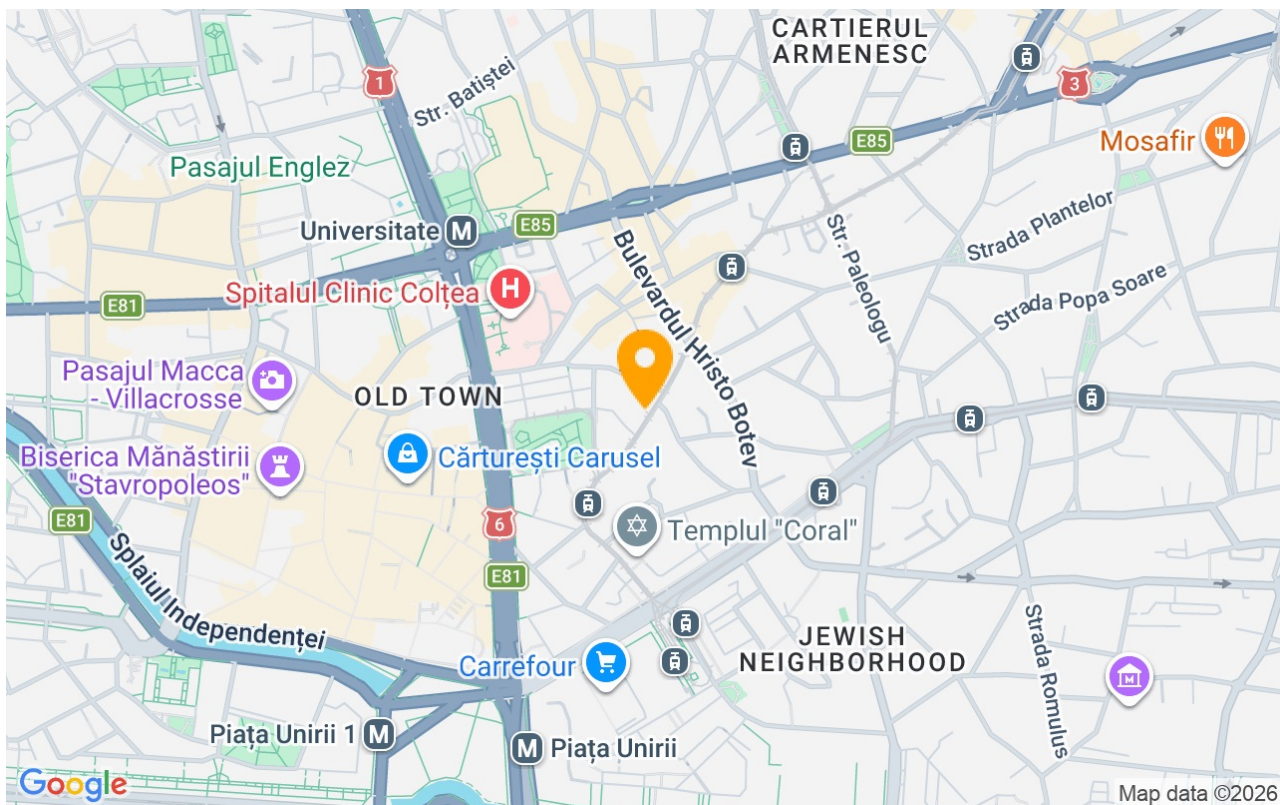 CARTIERUL
ARMENESC
1
Str. Batiștei
3
E85
Mosafir
Pasajul Englez
Strada Plantelor
Universitate M
E85
Bulevardul Hristo Botev
Str. Paleologu
Strada Popa Soare
Spitalul Clinic Colțea H
E81
Pasajul Macca
- Villacrosse
OLD TOWN
Cărturești Carusel
Biserica Mănăstirii
"Stavropoleos"
E81
6
Templul "Coral"
Splaiul Independenței
E81
JEWISH
NEIGHBORHOOD
Strada Romulus
Carrefour
Piața Unirii 1 M
M Piața Unirii
Google
Map data ©2026